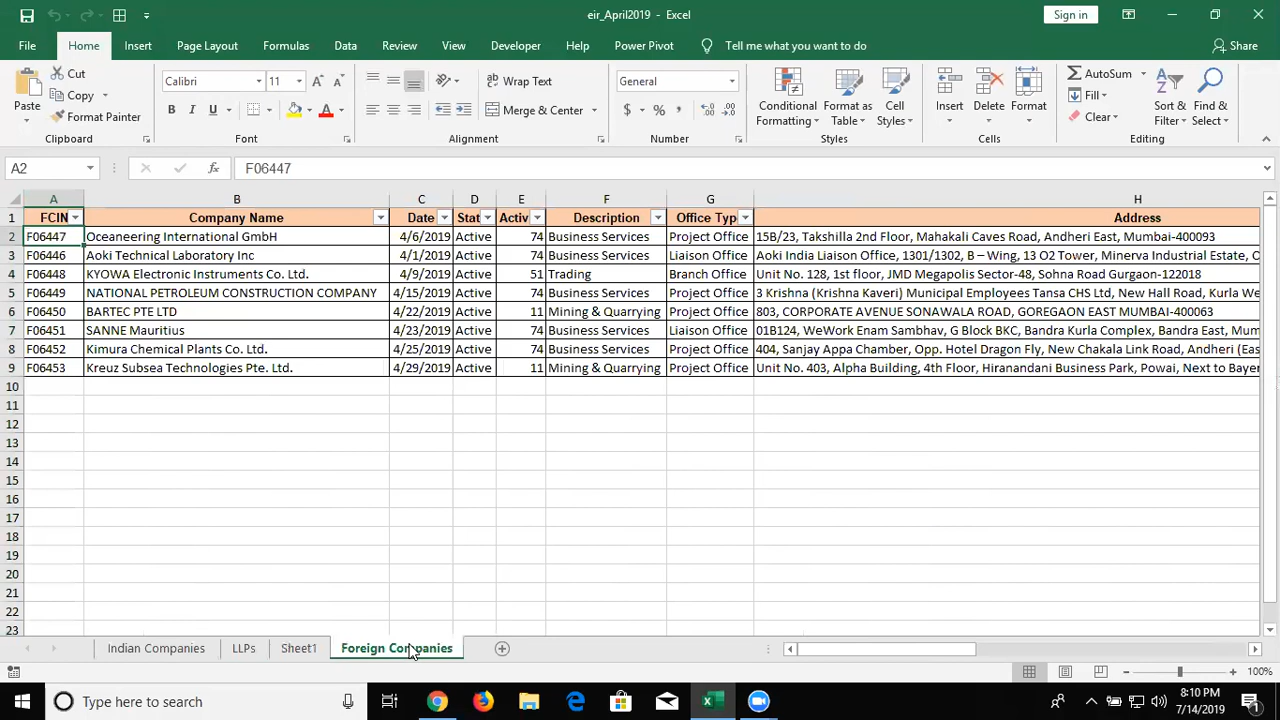 eir_April2019 - Excel
Sign in
File Home Insert Page Layout Formulas Data Review View Developer Help Power Pivot Tell me what you want to do Share
Paste
Cut
Copy
Format Painter
Clipboard
Calibri 11
B I U
Font
Wrap Text
Merge & Center
Alignment
General
$ % ,
Number
Conditional Formatting
Format as Table
Cell Styles
Styles
Insert
Delete
Format
Cells
AutoSum
Fill
Clear
Sort & Filter
Find & Select
Editing
A2 fx F06447
A B C D E F G H
1 FCIN Company Name Date Stat Activ Description Office Typ Address
2 F06447 Oceaneering International GmbH 4/6/2019 Active 74 Business Services Project Office 15B/23, Takshilla 2nd Floor, Mahakali Caves Road, Andheri East, Mumbai-400093
3 F06446 Aoki Technical Laboratory Inc 4/1/2019 Active 74 Business Services Liaison Office Aoki India Liaison Office, 1301/1302, B – Wing, 13 O2 Tower, Minerva Industrial Estate, O
4 F06448 KYOWA Electronic Instruments Co. Ltd. 4/9/2019 Active 51 Trading Branch Office Unit No. 128, 1st floor, JMD Megapolis Sector-48, Sohna Road Gurgaon-122018
5 F06449 NATIONAL PETROLEUM CONSTRUCTION COMPANY 4/15/2019 Active 74 Business Services Project Office 3 Krishna (Krishna Kaveri) Municipal Employees Tansa CHS Ltd, New Hall Road, Kurla We
6 F06450 BARTEC PTE LTD 4/22/2019 Active 11 Mining & Quarrying Project Office 803, CORPORATE AVENUE SONAWALA ROAD, GOREGAON EAST MUMBAI-400063
7 F06451 SANNE Mauritius 4/23/2019 Active 74 Business Services Liaison Office 01B124, WeWork Enam Sambhav, G Block BKC, Bandra Kurla Complex, Bandra East, Mum
8 F06452 Kimura Chemical Plants Co. Ltd. 4/25/2019 Active 74 Business Services Project Office 404, Sanjay Appa Chamber, Opp. Hotel Dragon Fly, New Chakala Link Road, Andheri (Eas
9 F06453 Kreuz Subsea Technologies Pte. Ltd. 4/29/2019 Active 11 Mining & Quarrying Project Office Unit No. 403, Alpha Building, 4th Floor, Hiranandani Business Park, Powai, Next to Bayer
10
11
12
13
14
15
16
17
18
19
20
21
22
23
Indian Companies LLPs Sheet1 Foreign Companies
100%
Type here to search
8:10 PM
7/14/2019
1